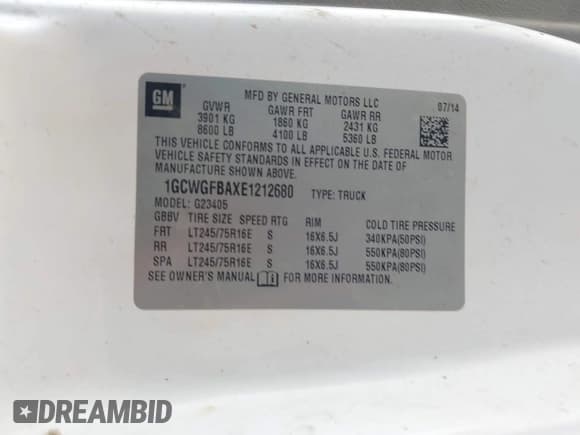 GM
MFD BY GENERAL MOTORS LLC
07/14
GVWR GAWR FRT GAWR RR
3901 KG 1860 KG 2431 KG
8600 LB 4100 LB 5360 LB
THIS VEHICLE CONFORMS TO ALL APPLICABLE U.S. FEDERAL MOTOR
VEHICLE SAFETY STANDARDS IN EFFECT ON THE DATE OF
MANUFACTURE SHOWN ABOVE.
1GCWGFBAXE1212680 TYPE: TRUCK
MODEL: G23405
GBBV TIRE SIZE SPEED RTG RIM COLD TIRE PRESSURE
FRT LT245/75R16E S 16X6.5J 340KPA(50PSI)
RR LT245/75R16E S 16X6.5J 550KPA(80PSI)
SPA LT245/75R16E S 16X6.5J 550KPA(80PSI)
SEE OWNER'S MANUAL FOR MORE INFORMATION.
DREAMBID